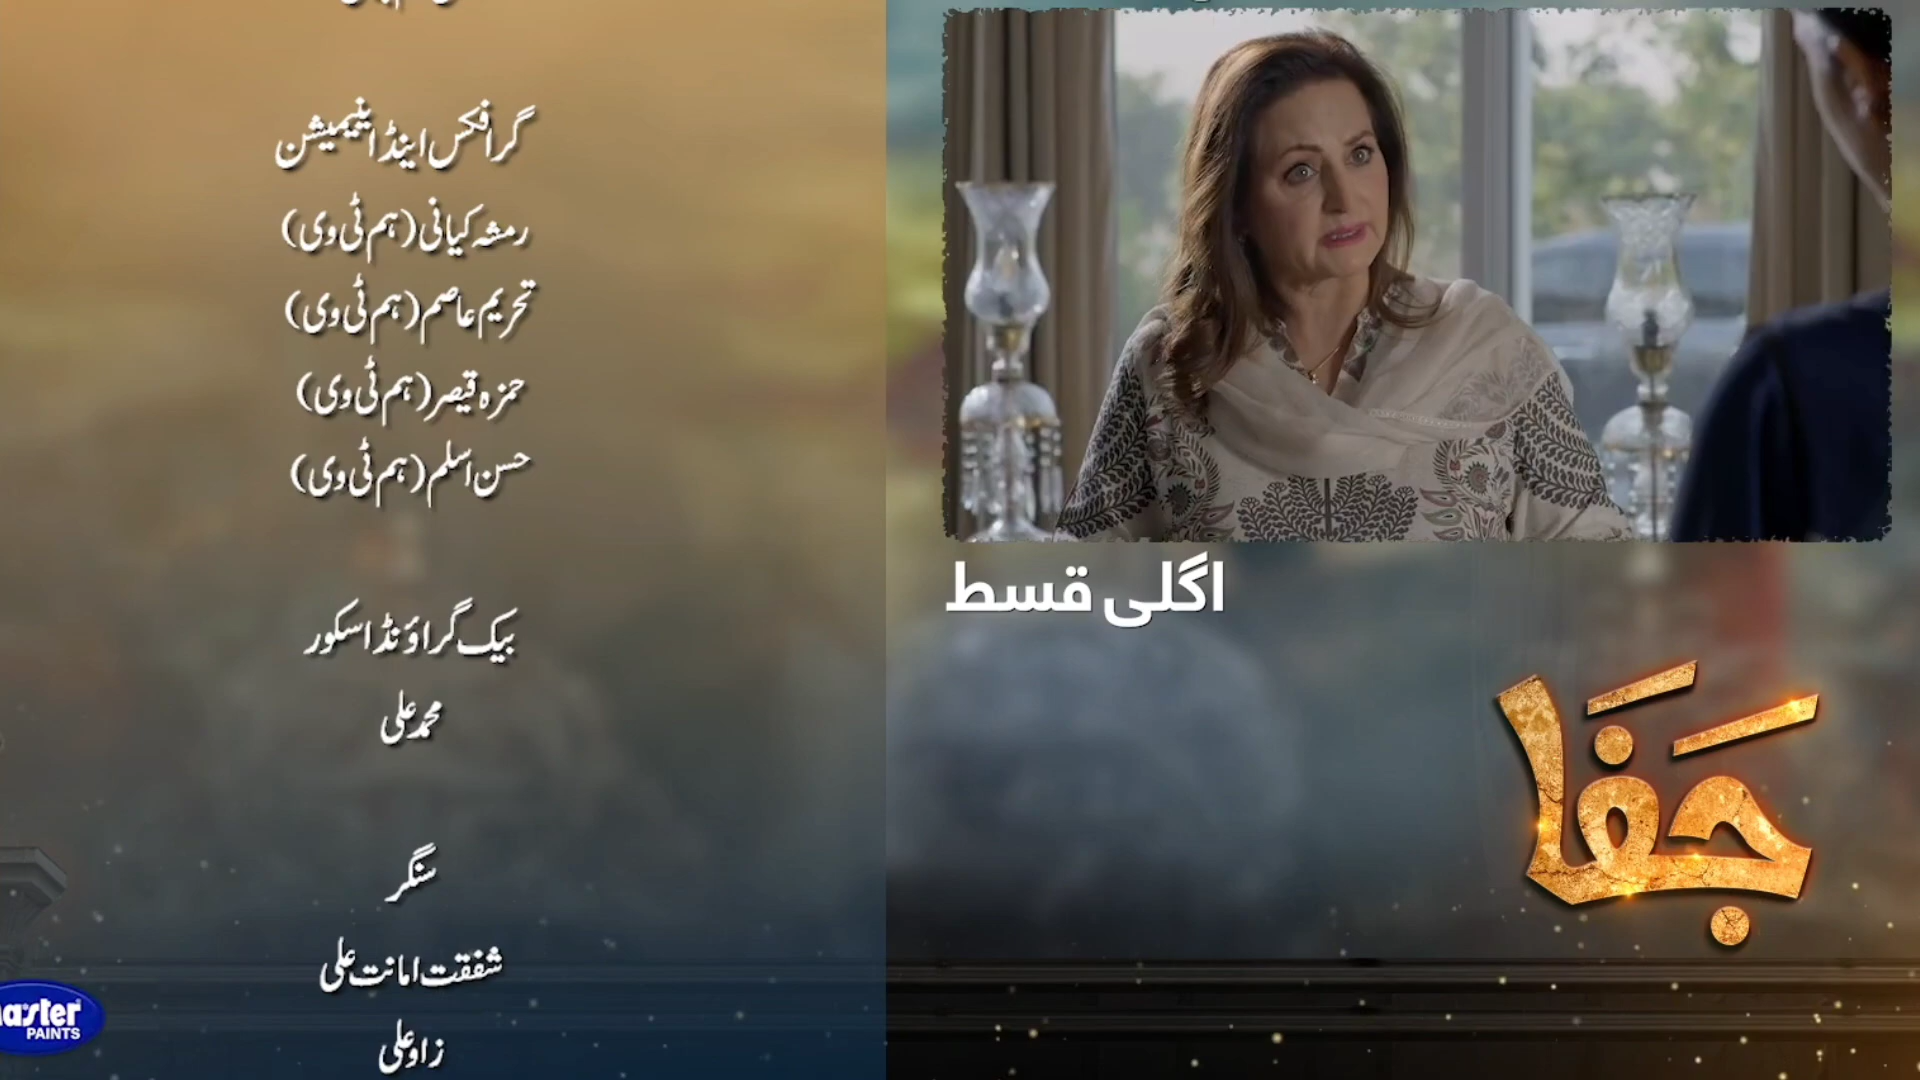 گرافکس اینڈ اینیمیشن
رمشہ کیانی (ہم ٹی وی)
تحریم عاصم (ہم ٹی وی)
حمزہ قیصر (ہم ٹی وی)
حسن اسلم (ہم ٹی وی)
بیک گراؤنڈ اسکور
محمد علی
سنگر
شفقت امانت علی
زاو علی
اگلی قسط
جَفَا
master
PAINTS